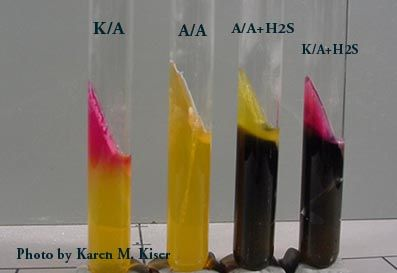 K/A
A/A
A/A+H2S
K/A+H2S
Photo by Karen M. Kiser